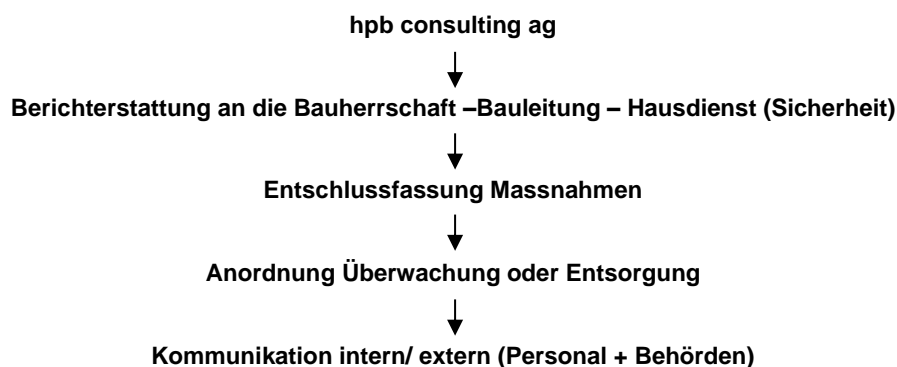 hpb consulting ag
Berichterstattung an die Bauherrschaft –Bauleitung – Hausdienst (Sicherheit)
Entschlussfassung Massnahmen
Anordnung Überwachung oder Entsorgung
Kommunikation intern/ extern (Personal + Behörden)